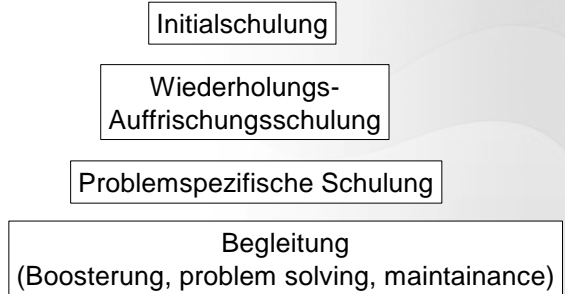 Initialschulung
Wiederholungs-
Auffrischungsschulung
Problemspezifische Schulung
Begleitung
(Boosterung, problem solving, maintainance)